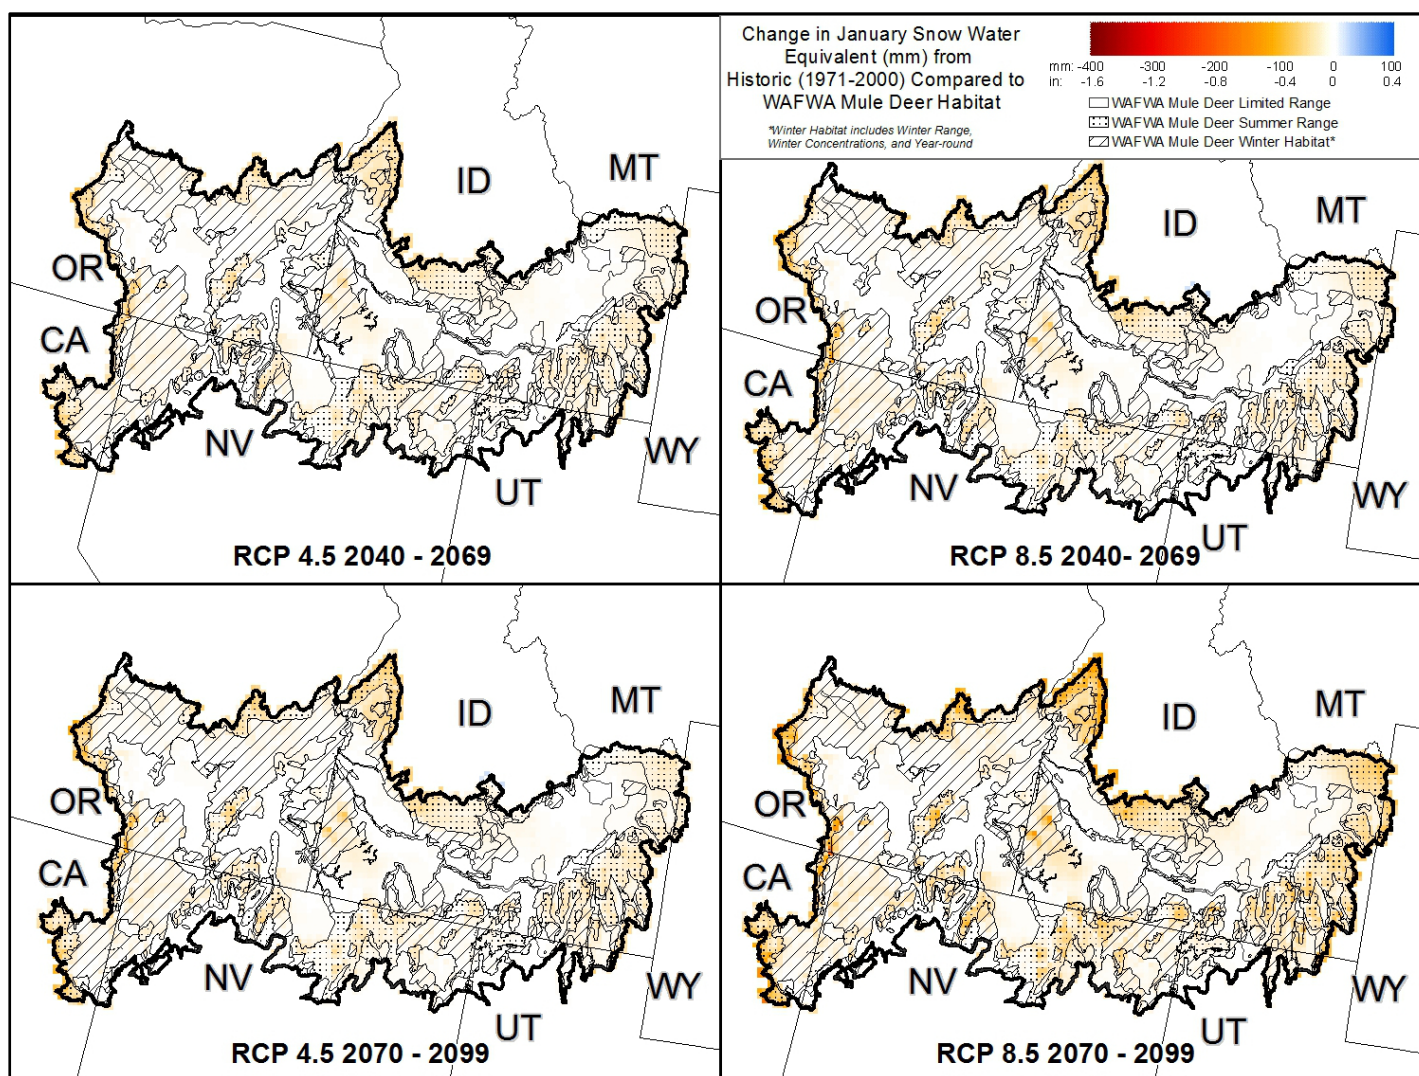 Change in January Snow Water
Equivalent (mm) from
Historic (1971-2000) Compared to
WAFWA Mule Deer Habitat
*Winter Habitat includes Winter Range,
Winter Concentrations, and Year-round
mm: -400 -300 -200 -100 0 100
in: -1.6 -1.2 -0.8 -0.4 0 0.4
WAFWA Mule Deer Limited Range
WAFWA Mule Deer Summer Range
WAFWA Mule Deer Winter Habitat*
ID
MT
OR
CA
NV
WY
UT
RCP 4.5 2040 - 2069
ID
MT
OR
CA
NV
WY
UT
RCP 8.5 2040- 2069
ID
MT
OR
CA
NV
WY
UT
RCP 4.5 2070 - 2099
ID
MT
OR
CA
NV
WY
UT
RCP 8.5 2070 - 2099